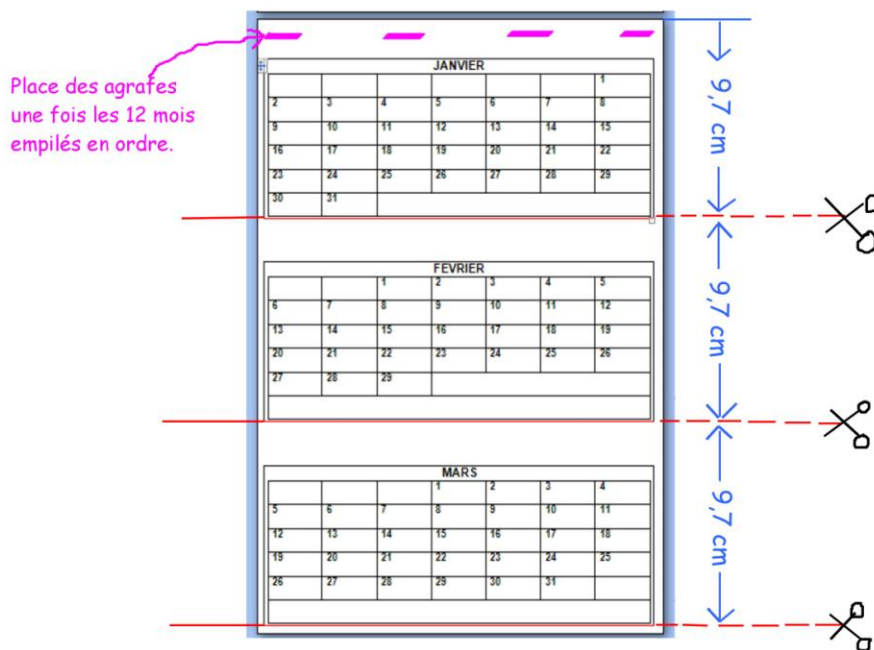 Place des agrafes
une fois les 12 mois
empilés en ordre.
JANVIER
1
2 3 4 5 6 7 8
9 10 11 12 13 14 15
16 17 18 19 20 21 22
23 24 25 26 27 28 29
30 31
9,7 cm
FEVRIER
1 2 3 4 5
6 7 8 9 10 11 12
13 14 15 16 17 18 19
20 21 22 23 24 25 26
27 28 29
9,7 cm
MARS
1 2 3 4
5 6 7 8 9 10 11
12 13 14 15 16 17 18
19 20 21 22 23 24 25
26 27 28 29 30 31
9,7 cm